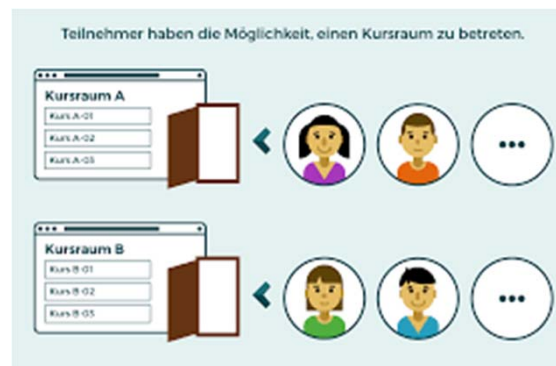 Teilnehmer haben die Möglichkeit, einen Kursraum zu betreten.
Kursraum A
Kurs A-01
Kurs A-02
Kurs A-03
Kursraum B
Kurs B-01
Kurs B-02
Kurs B-03